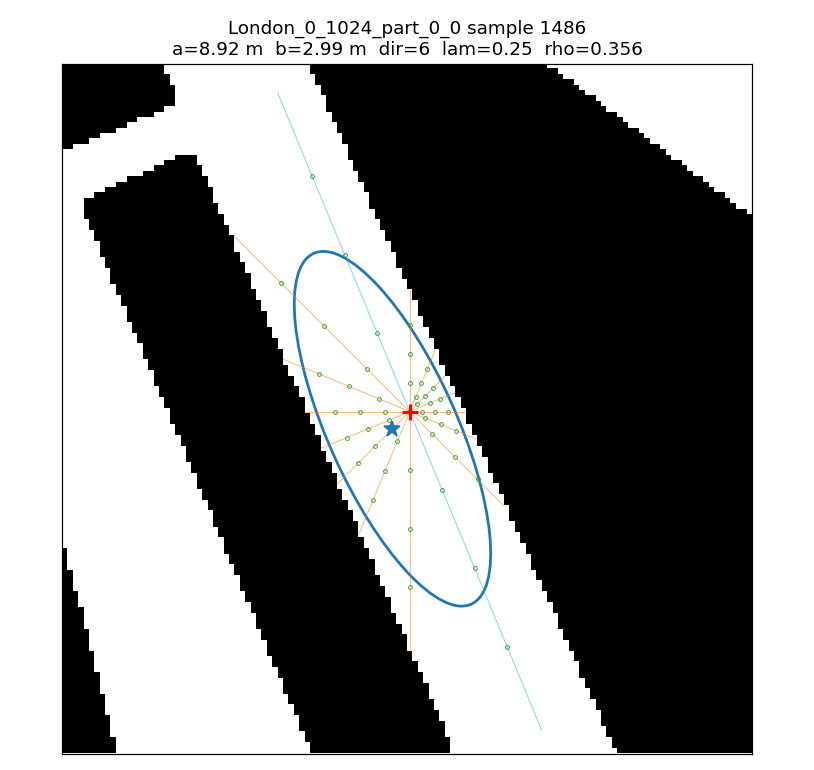 London_0_1024_part_0_0 sample 1486
a=8.92 m  b=2.99 m  dir=6  lam=0.25  rho=0.356